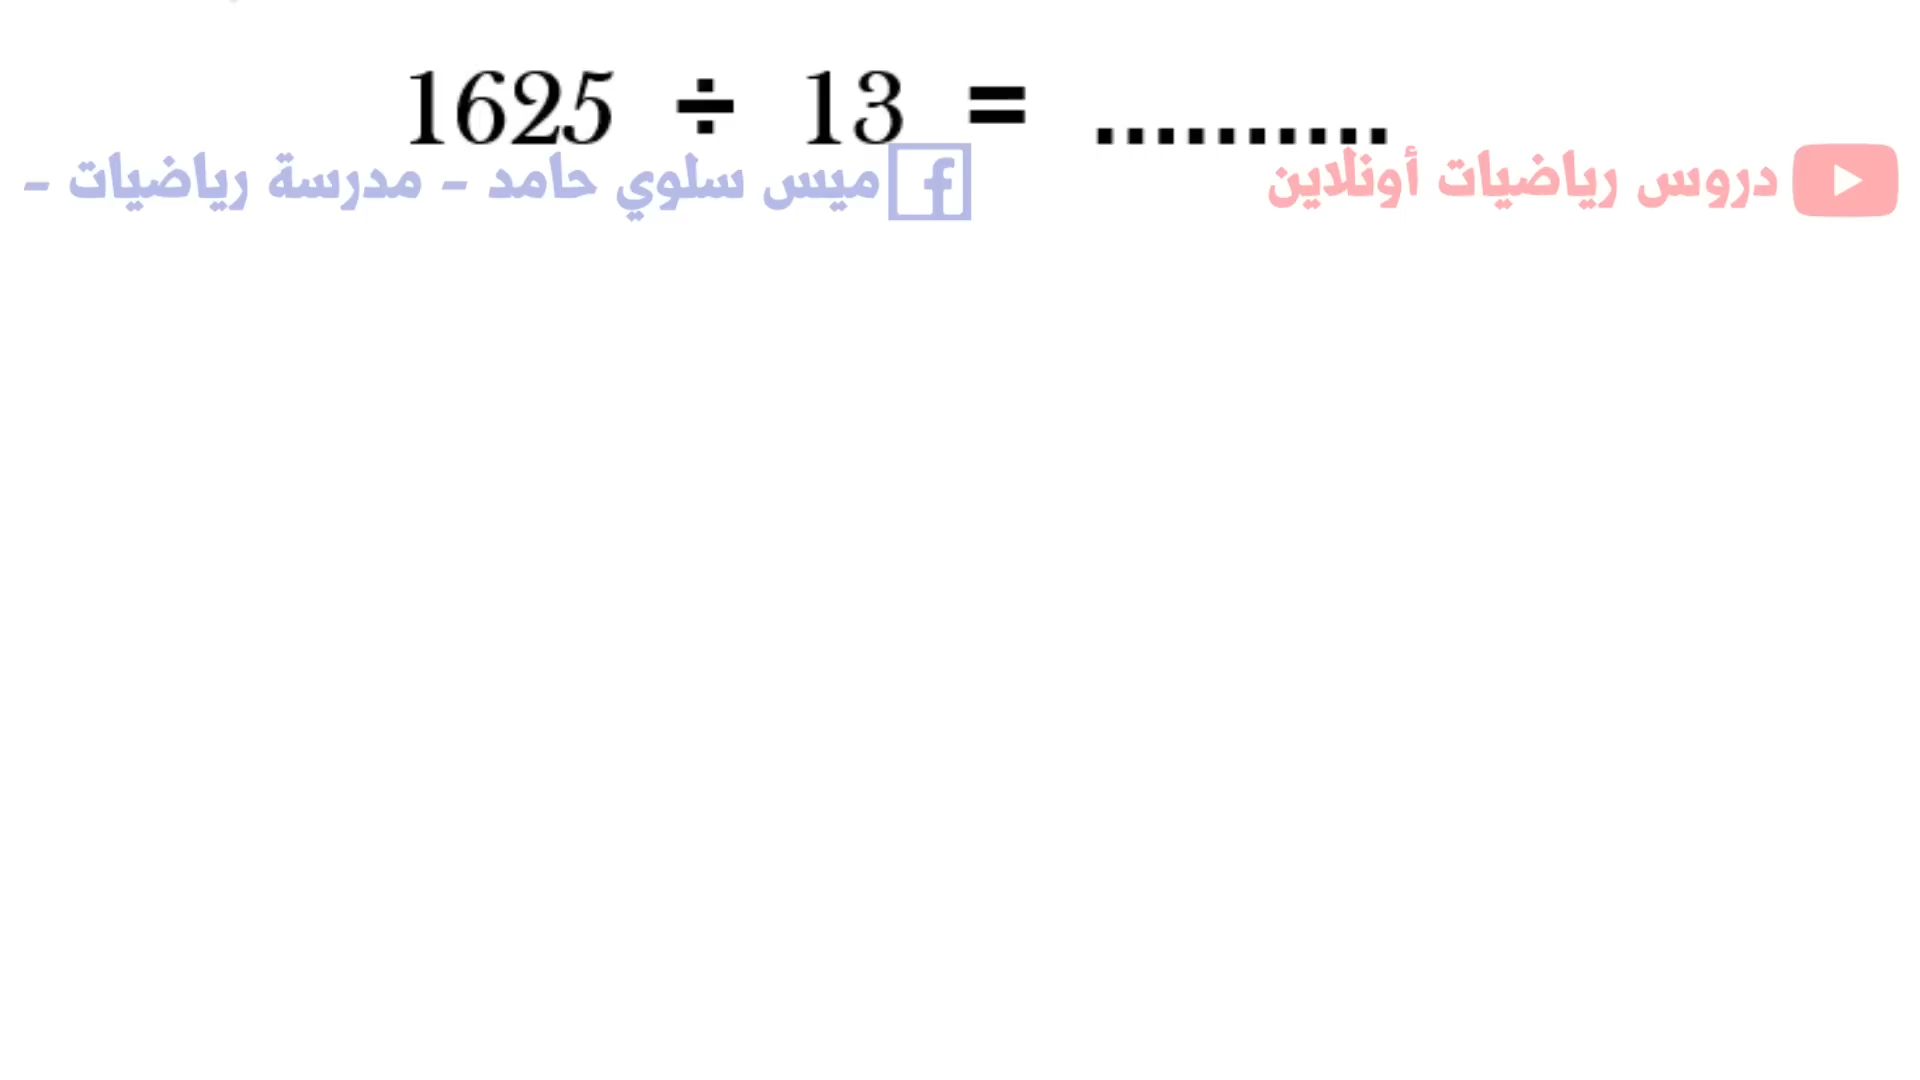 1625 ÷ 13 = ..........
ميس سلوي حامد - مدرسة رياضيات -
دروس رياضيات أونلاين